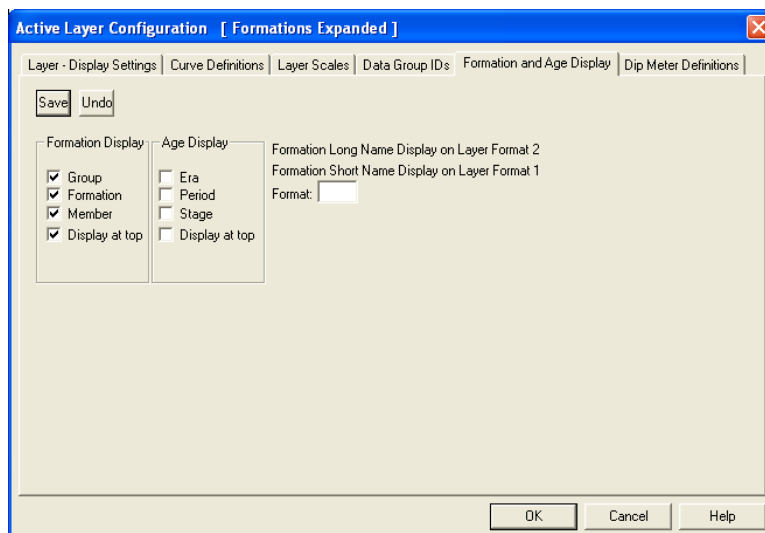 Active Layer Configuration [ Formations Expanded ]
Layer - Display Settings Curve Definitions Layer Scales Data Group IDs Formation and Age Display Dip Meter Definitions
Save Undo
Formation Display Age Display
Formation Long Name Display on Layer Format 2
Formation Short Name Display on Layer Format 1
Group Era
Formation Period Format:
Member Stage
Display at top Display at top
OK Cancel Help